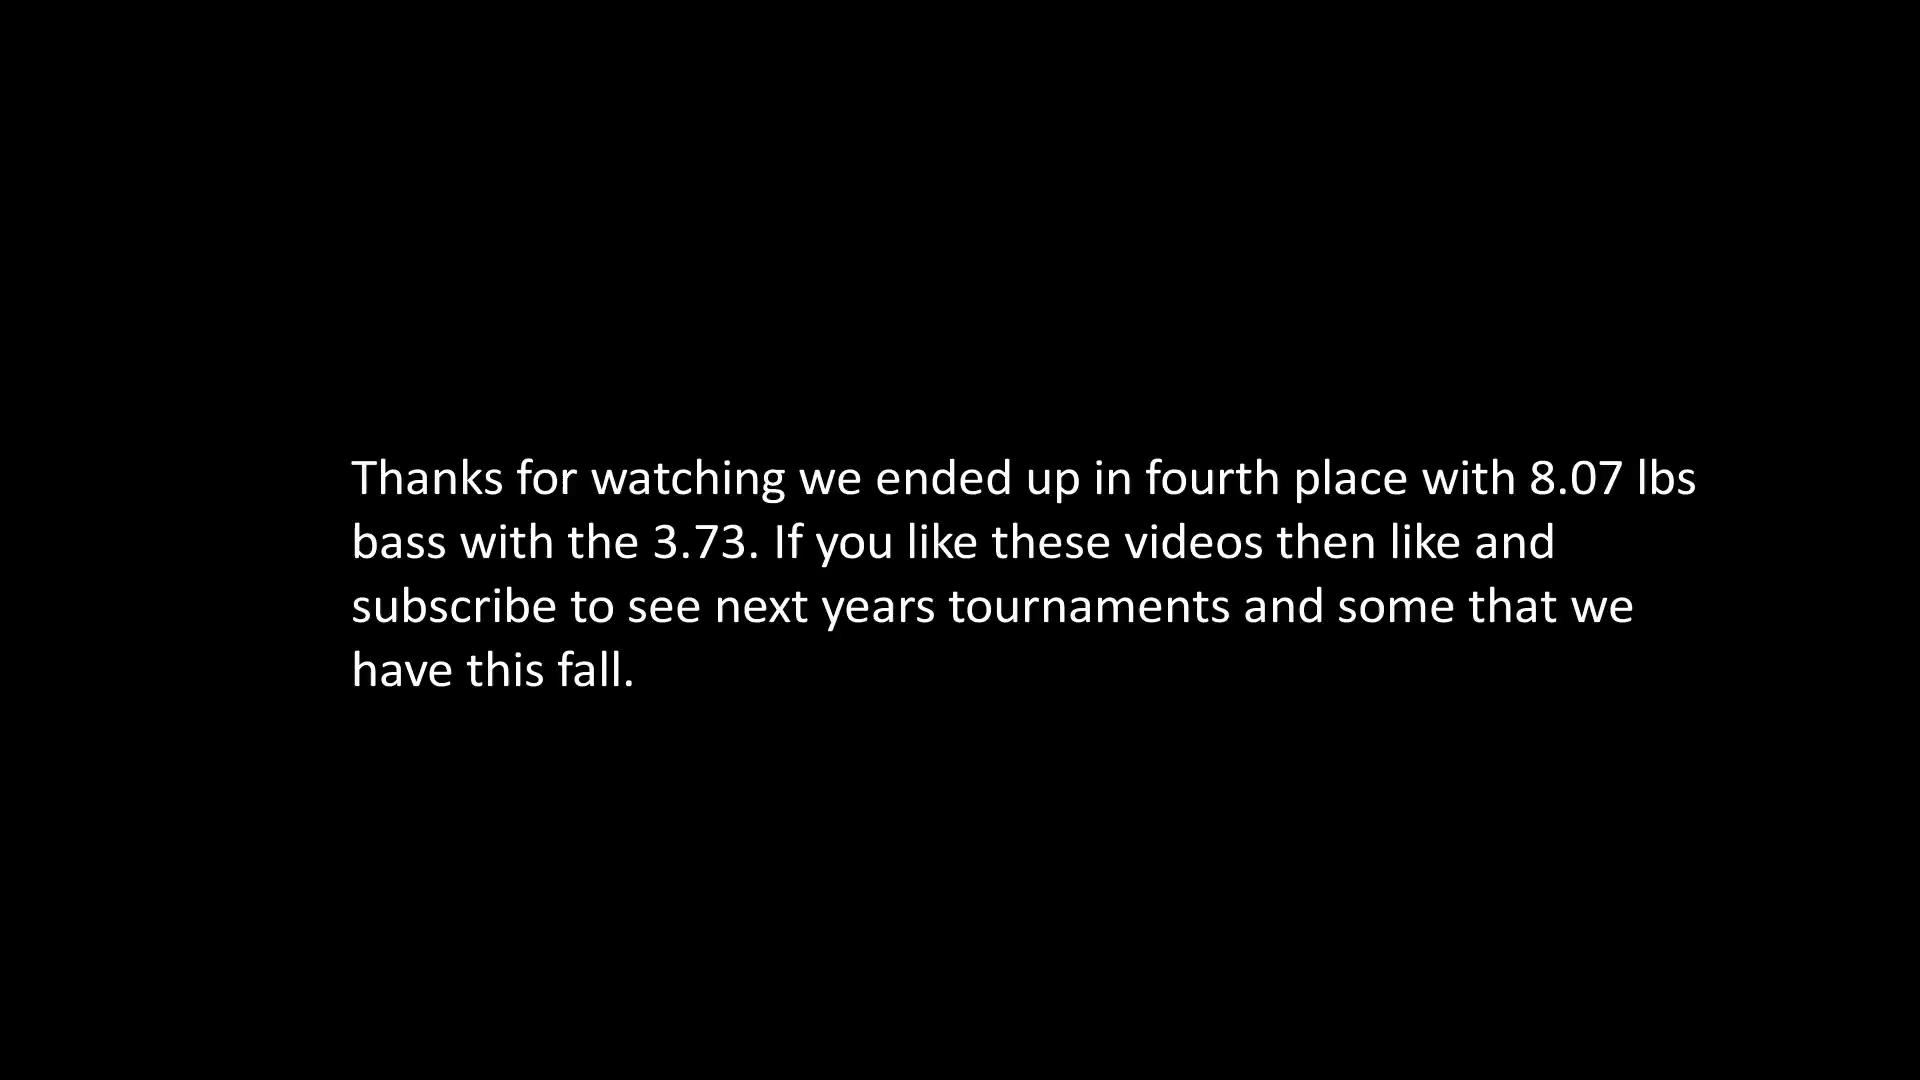 Thanks for watching we ended up in fourth place with 8.07 lbs
bass with the 3.73. If you like these videos then like and
subscribe to see next years tournaments and some that we
have this fall.